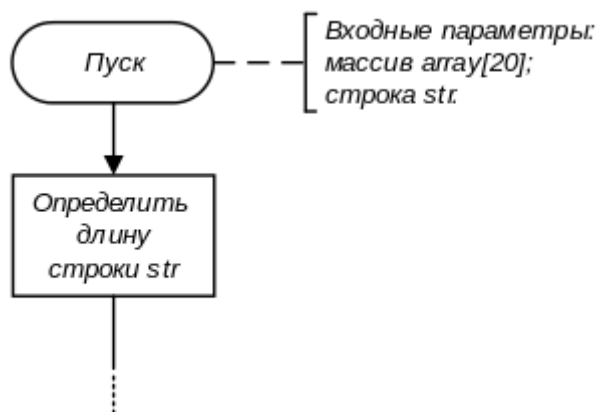 Пуск
Входные параметры:
массив array[20];
строка str.
Определить
длину
строки str